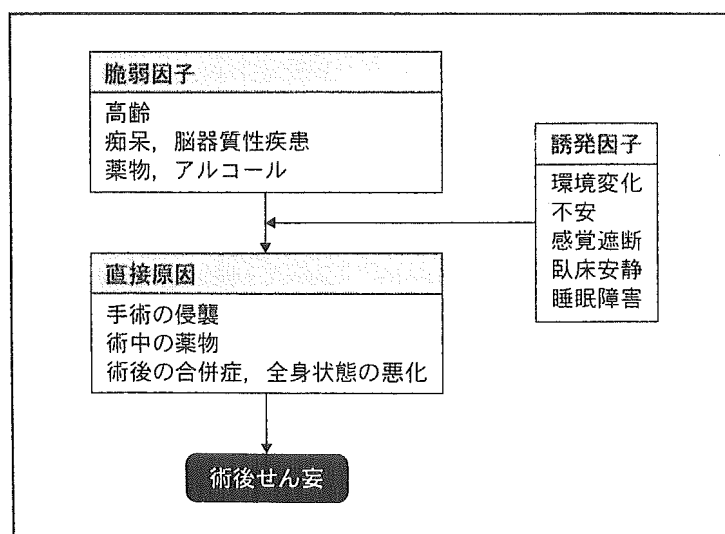 脆弱因子
高齢
痴呆，脳器質性疾患
薬物，アルコール
誘発因子
環境変化
不安
感覚遮断
臥床安静
睡眠障害
直接原因
手術の侵襲
術中の薬物
術後の合併症，全身状態の悪化
術後せん妄